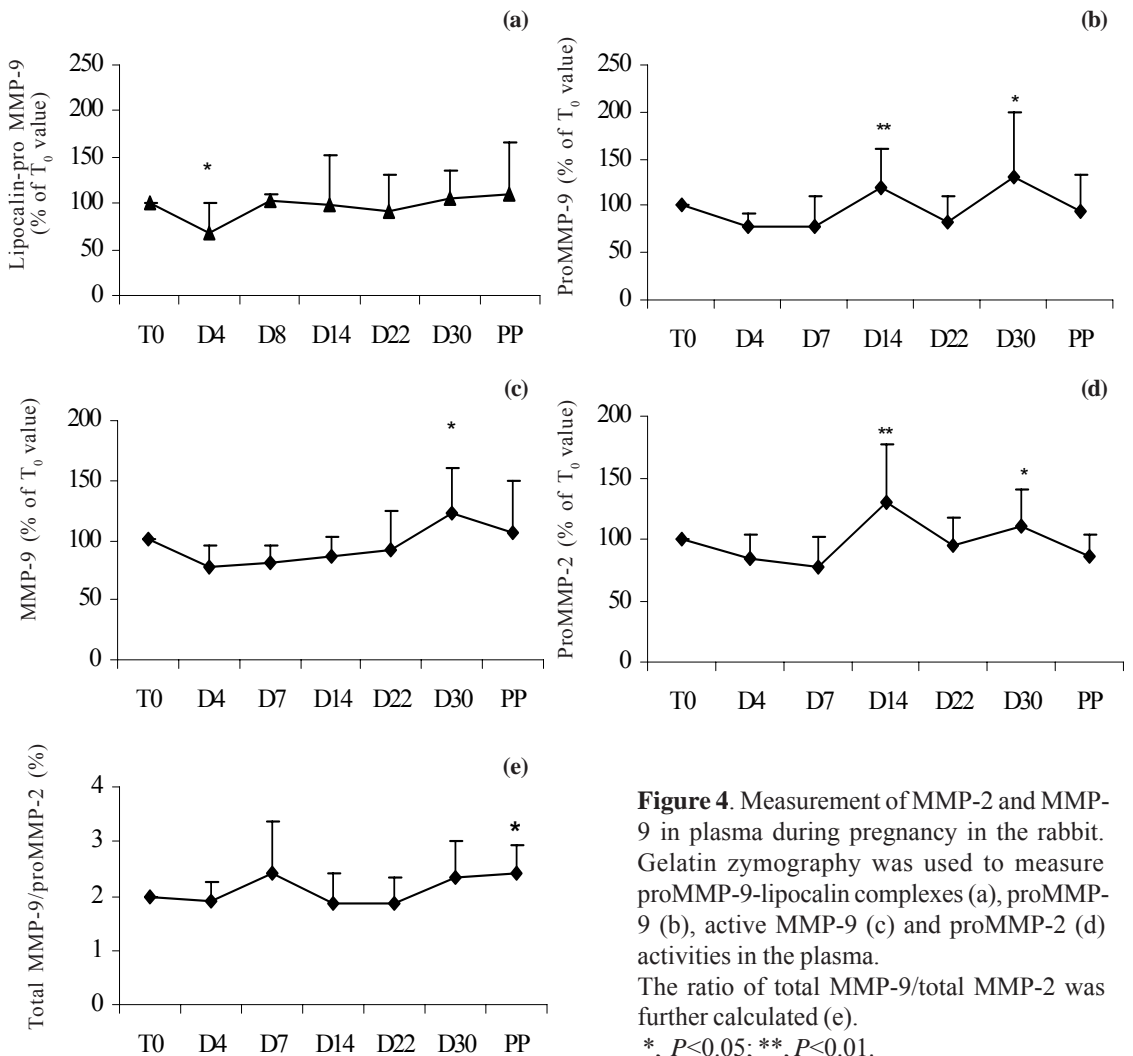 (a)
Lipocalin-pro MMP-9
(% of T0 value)
250
200
150
100
50
0
*
T0 D4 D8 D14 D22 D30 PP
(b)
ProMMP-9 (% of T0 value)
250
200
150
100
50
0
**
*
T0 D4 D7 D14 D22 D30 PP
(c)
MMP-9 (% of T0 value)
200
150
100
50
0
*
T0 D4 D7 D14 D22 D30 PP
(d)
ProMMP-2 (% of T0 value)
200
150
100
50
0
**
*
T0 D4 D7 D14 D22 D30 PP
(e)
Total MMP-9/proMMP-2 (%)
4
3
2
1
0
*
T0 D4 D7 D14 D22 D30 PP
Figure 4. Measurement of MMP-2 and MMP-
9 in plasma during pregnancy in the rabbit.
Gelatin zymography was used to measure
proMMP-9-lipocalin complexes (a), proMMP-
9 (b), active MMP-9 (c) and proMMP-2 (d)
activities in the plasma.
The ratio of total MMP-9/total MMP-2 was
further calculated (e).
*, P<0.05; **, P<0.01.